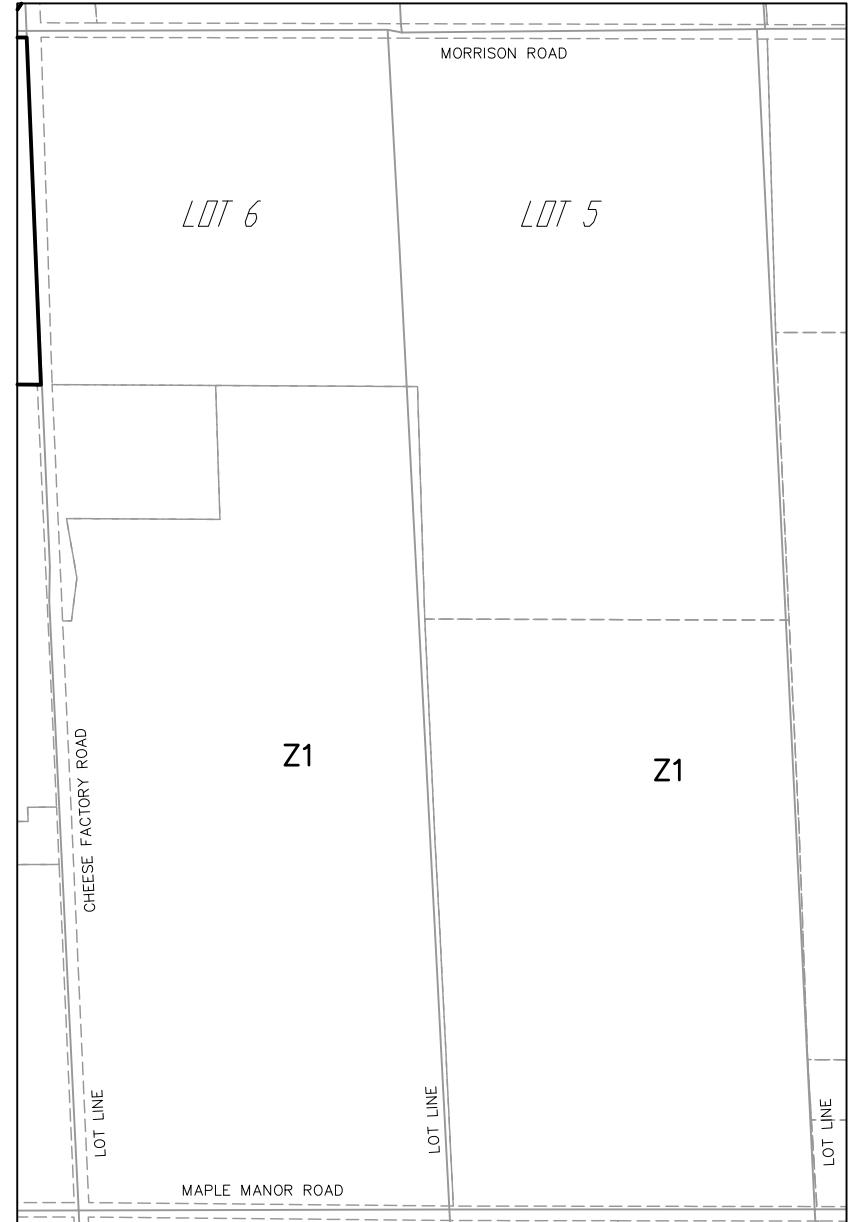 MORRISON ROAD
LOT 6
LOT 5
CHEESE FACTORY ROAD
Z1
Z1
LOT LINE
LOT LINE
LOT LINE
MAPLE MANOR ROAD